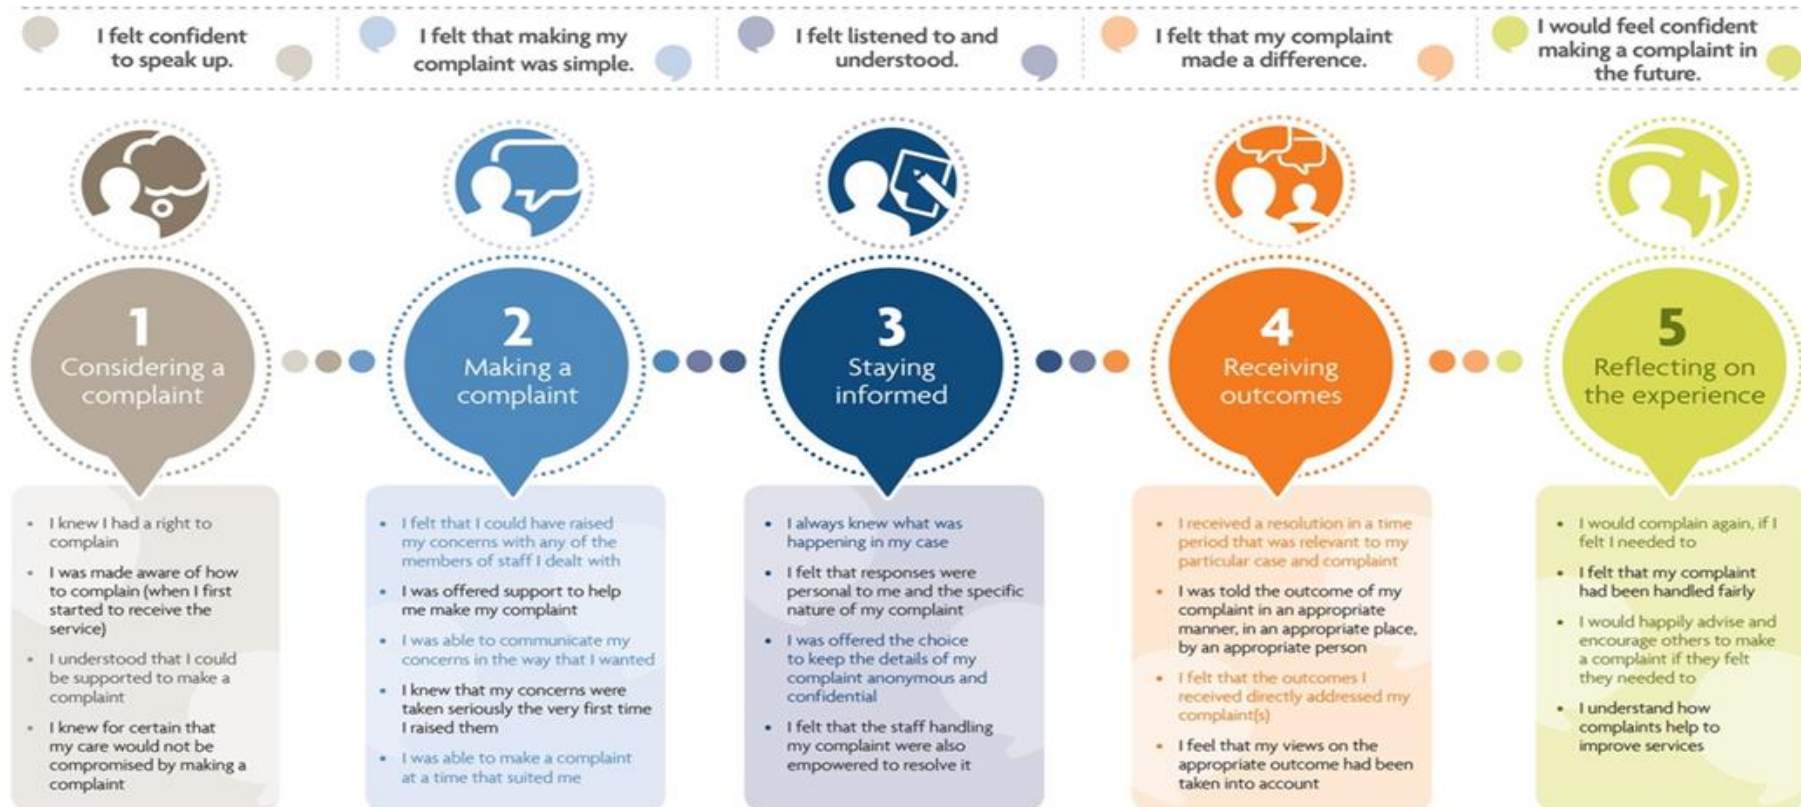 I felt confident
to speak up.
I felt that making my
complaint was simple.
I felt listened to and
understood.
I felt that my complaint
made a difference.
I would feel confident
making a complaint in
the future.
1
Considering a
complaint
2
Making a
complaint
3
Staying
informed
4
Receiving
outcomes
5
Reflecting on
the experience
• I knew I had a right to
complain
• I was made aware of how
to complain (when I first
started to receive the
service)
• I understood that I could
be supported to make a
complaint
• I knew for certain that
my care would not be
compromised by making a
complaint
• I felt that I could have raised
my concerns with any of the
members of staff I dealt with
• I was offered support to help
me make my complaint
• I was able to communicate my
concerns in the way that I wanted
• I knew that my concerns were
taken seriously the very first time
I raised them
• I was able to make a complaint
at a time that suited me
• I always knew what was
happening in my case
• I felt that responses were
personal to me and the specific
nature of my complaint
• I was offered the choice
to keep the details of my
complaint anonymous and
confidential
• I felt that the staff handling
my complaint were also
empowered to resolve it
• I received a resolution in a time
period that was relevant to my
particular case and complaint
• I was told the outcome of my
complaint in an appropriate
manner, in an appropriate place,
by an appropriate person
• I felt that the outcomes I
received directly addressed my
complaint(s)
• I feel that my views on the
appropriate outcome had been
taken into account
• I would complain again, if I
felt I needed to
• I felt that my complaint
had been handled fairly
• I would happily advise and
encourage others to make
a complaint if they felt
they needed to
• I understand how
complaints help to
improve services